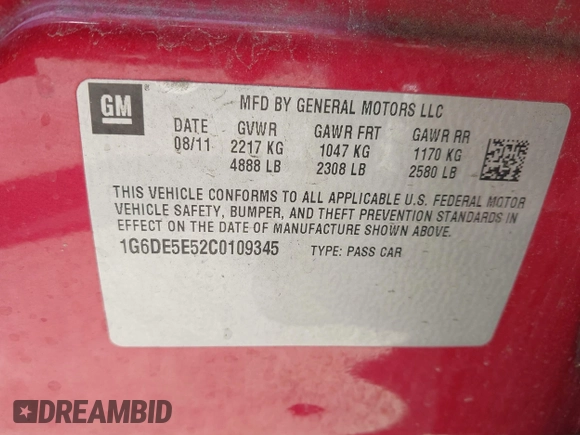 GM
MFD BY GENERAL MOTORS LLC
DATE GVWR GAWR FRT GAWR RR
08/11 2217 KG 1047 KG 1170 KG
4888 LB 2308 LB 2580 LB
THIS VEHICLE CONFORMS TO ALL APPLICABLE U.S. FEDERAL MOTOR
VEHICLE SAFETY, BUMPER, AND THEFT PREVENTION STANDARDS IN
EFFECT ON THE DATE OF MANUFACTURE SHOWN ABOVE.
1G6DE5E52C0109345 TYPE: PASS CAR
DREAMBID